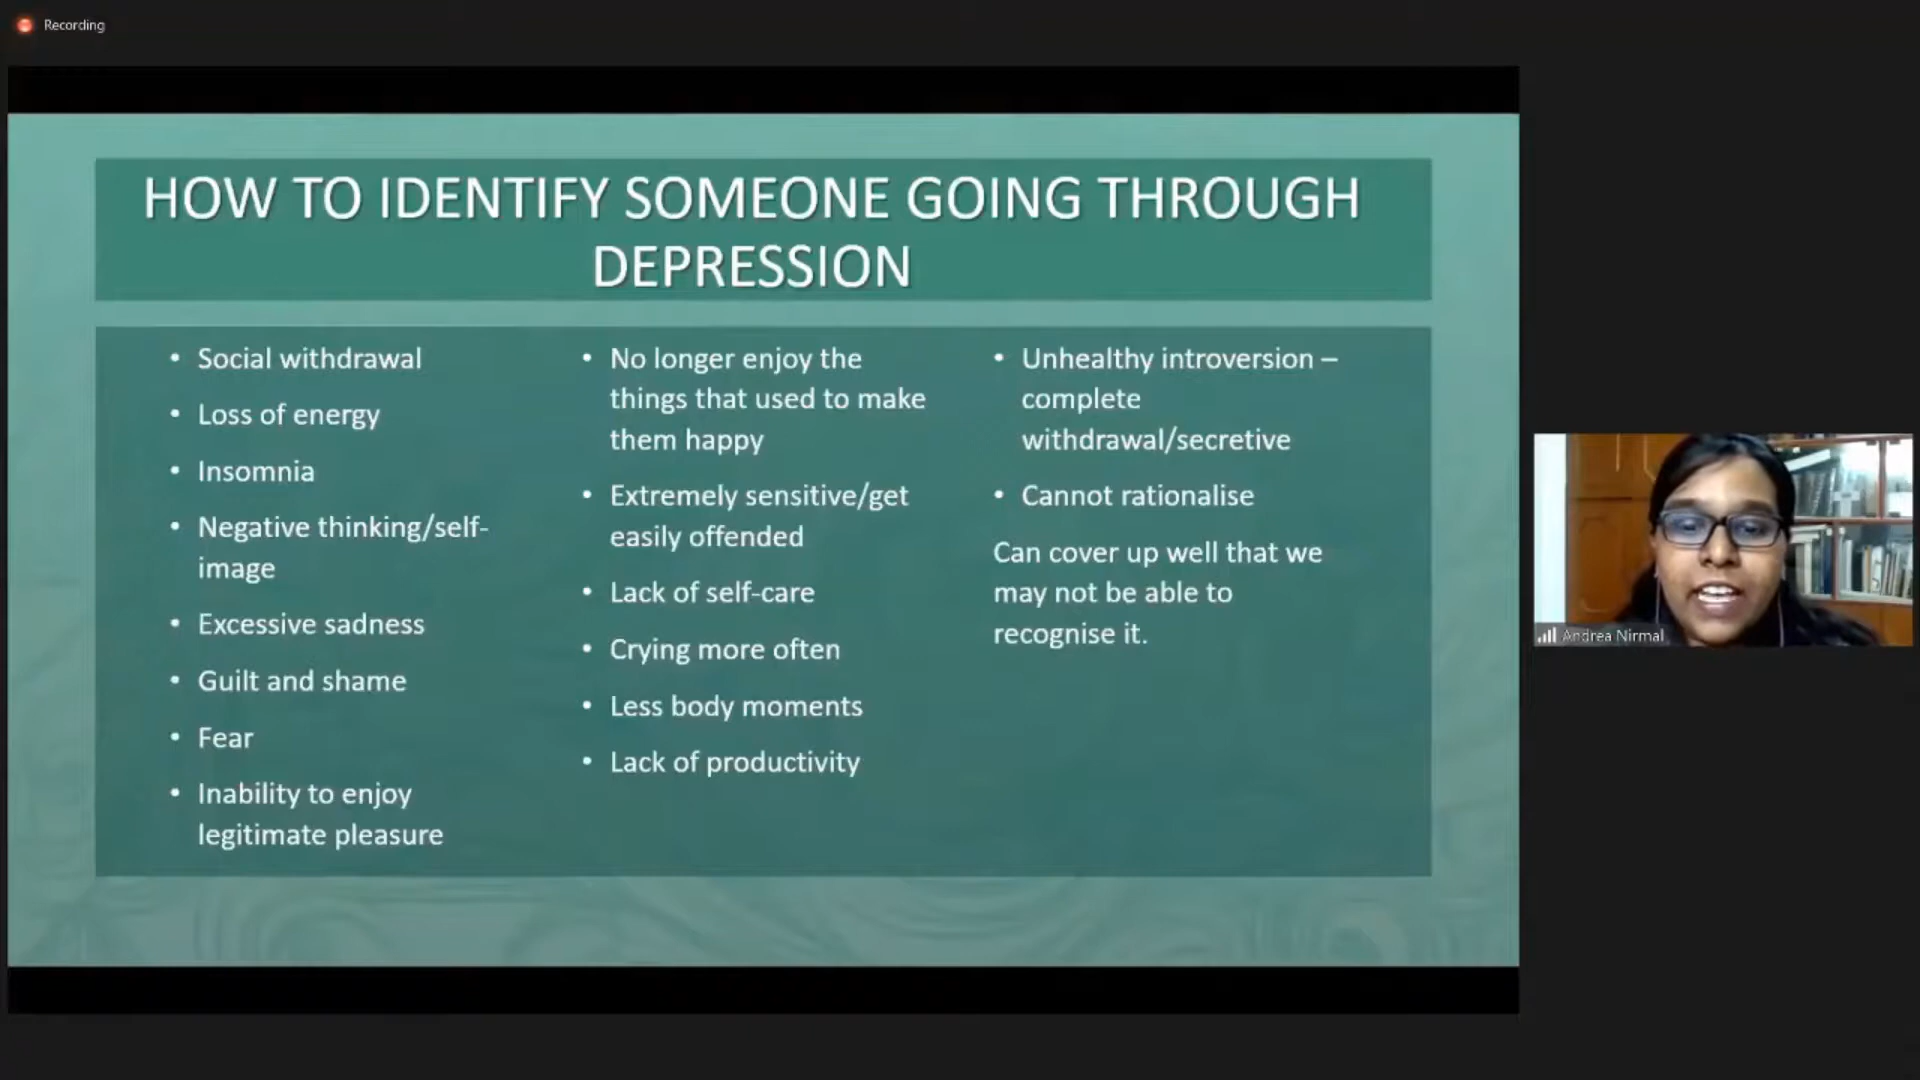 Recording
HOW TO IDENTIFY SOMEONE GOING THROUGH
DEPRESSION
• Social withdrawal
• Loss of energy
• Insomnia
• Negative thinking/self-
image
• Excessive sadness
• Guilt and shame
• Fear
• Inability to enjoy
legitimate pleasure
• No longer enjoy the
things that used to make
them happy
• Extremely sensitive/get
easily offended
• Lack of self-care
• Crying more often
• Less body moments
• Lack of productivity
• Unhealthy introversion –
complete
withdrawal/secretive
• Cannot rationalise
Can cover up well that we
may not be able to
recognise it.
Andrea Nirmal